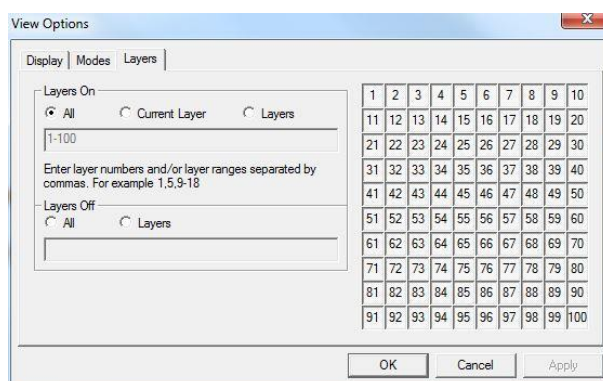 View Options
X
Display Modes Layers
Layers On
All Current Layer Layers
1-100
Enter layer numbers and/or layer ranges separated by
commas. For example 1,5,9-18
Layers Off
All Layers
1 2 3 4 5 6 7 8 9 10
11 12 13 14 15 16 17 18 19 20
21 22 23 24 25 26 27 28 29 30
31 32 33 34 35 36 37 38 39 40
41 42 43 44 45 46 47 48 49 50
51 52 53 54 55 56 57 58 59 60
61 62 63 64 65 66 67 68 69 70
71 72 73 74 75 76 77 78 79 80
81 82 83 84 85 86 87 88 89 90
91 92 93 94 95 96 97 98 99 100
OK Cancel Apply